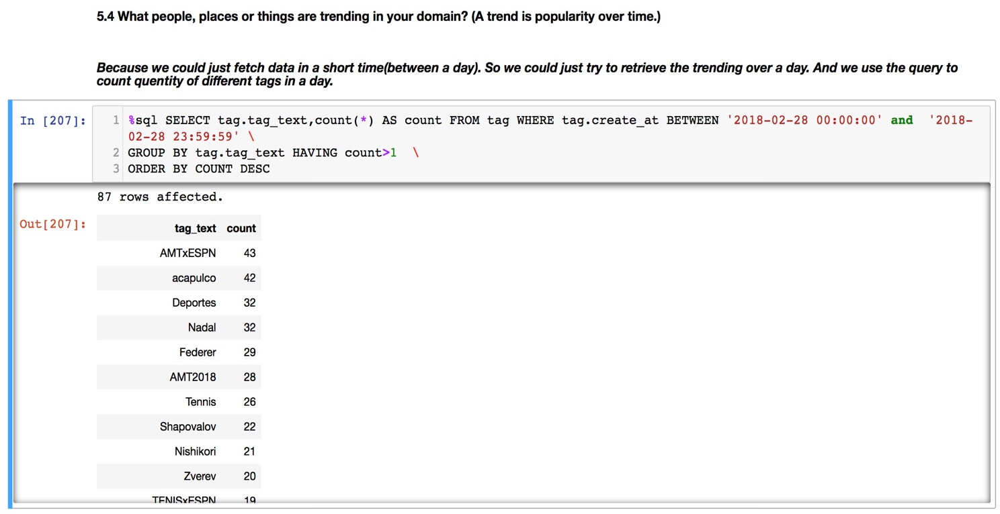 5.4 What people, places or things are trending in your domain? (A trend is popularity over time.)
Because we could just fetch data in a short time(between a day). So we could just try to retrieve the trending over a day. And we use the query to
count quentity of different tags in a day.
In [207]:
1 %sql SELECT tag.tag_text,count(*) AS count FROM tag WHERE tag.create_at BETWEEN '2018-02-28 00:00:00' and  '2018-
02-28 23:59:59' \
2 GROUP BY tag.tag_text HAVING count>1  \
3 ORDER BY COUNT DESC
87 rows affected.
Out[207]:
tag_text count
AMTxESPN 43
acapulco 42
Deportes 32
Nadal 32
Federer 29
AMT2018 28
Tennis 26
Shapovalov 22
Nishikori 21
Zverev 20
TENISxESPN 19